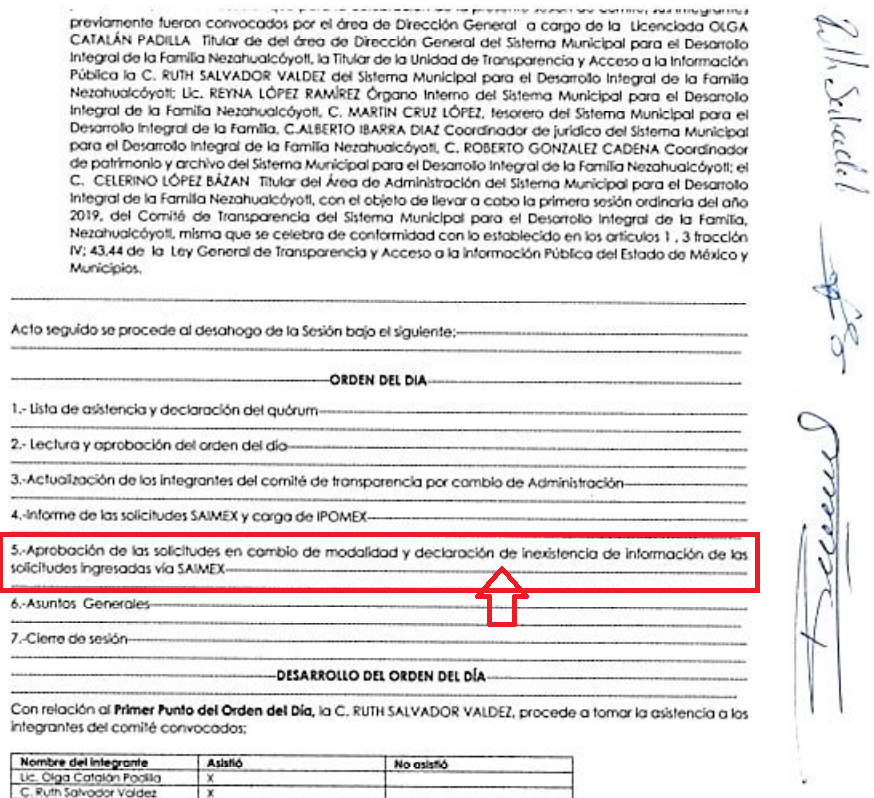 previamente fueron convocados por el área de Dirección General a cargo de la Licenciada OLGA
CATALÁN PADILLA Titular de del área de Dirección General del Sistema Municipal para el Desarrollo
Integral de la Familia Nezahualcóyotl, la Titular de la Unidad de Transparencia y Acceso a la Información
Pública la C. RUTH SALVADOR VALDEZ del Sistema Municipal para el Desarrollo Integral de la Familia
Nezahualcóyotl; Lic. REYNA LÓPEZ RAMÍREZ Órgano Interno del Sistema Municipal para el Desarrollo
Integral de la Familia Nezahualcóyotl, C. MARTIN CRUZ LÓPEZ, tesorero del Sistema Municipal para el
Desarrollo Integral de la Familia, C.ALBERTO IBARRA DIAZ Coordinador de jurídico del Sistema Municipal
para el Desarrollo Integral de la Familia Nezahualcóyotl, C. ROBERTO GONZALEZ CADENA Coordinador
de patrimonio y archivo del Sistema Municipal para el Desarrollo Integral de la Familia Nezahualcóyotl; el
C. CELERINO LÓPEZ BÁZAN Titular del Área de Administración del Sistema Municipal para el Desarrollo
Integral de la Familia Nezahualcóyotl, con el objeto de llevar a cabo la primera sesión ordinaria del año
2019, del Comité de Transparencia del Sistema Municipal para el Desarrollo Integral de la Familia,
Nezahualcóyotl, misma que se celebra de conformidad con lo establecido en los artículos 1 , 3 fracción
IV; 43,44 de la Ley General de Transparencia y Acceso a la información Pública del Estado de México y
Municipios.
Acto seguido se procede al desahogo de la Sesión bajo el siguiente:
ORDEN DEL DIA
1.- Lista de asistencia y declaración del quórum
2.- Lectura y aprobación del orden del día
3.-Actualización de los integrantes del comité de transparencia por cambio de Administración
4.-Informe de las solicitudes SAIMEX y carga de IPOMEX
5.-Aprobación de las solicitudes en cambio de modalidad y declaración de inexistencia de información de las
solicitudes ingresadas vía SAIMEX
6.-Asuntos Generales
7.-Cierre de sesión
DESARROLLO DEL ORDEN DEL DÍA
Con relación al Primer Punto del Orden del Día, la C. RUTH SALVADOR VALDEZ, procede a tomar la asistencia a los
integrantes del comité convocados:
Nombre del integrante Asistió No asistió
Lic. Olga Catalán Padilla X
C. Ruth Salvador Valdez X